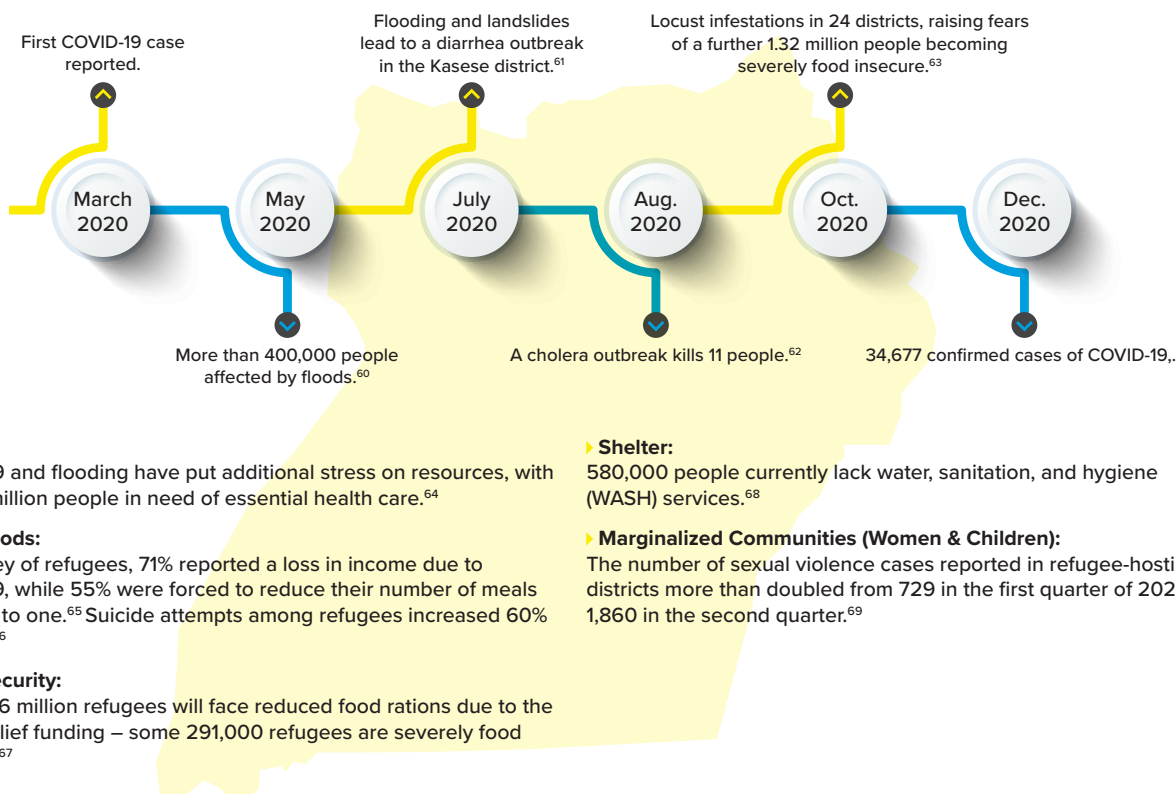 First COVID-19 case
reported.
Flooding and landslides
lead to a diarrhea outbreak
in the Kasese district.⁶¹
Locust infestations in 24 districts, raising fears
of a further 1.32 million people becoming
severely food insecure.⁶³
March
2020
May
2020
July
2020
Aug.
2020
Oct.
2020
Dec.
2020
More than 400,000 people
affected by floods.⁶⁰
A cholera outbreak kills 11 people.⁶²
34,677 confirmed cases of COVID-19,.
9 and flooding have put additional stress on resources, with
million people in need of essential health care.⁶⁴
ods:
ey of refugees, 71% reported a loss in income due to
9, while 55% were forced to reduce their number of meals
to one.⁶⁵ Suicide attempts among refugees increased 60%
⁶
ecurity:
6 million refugees will face reduced food rations due to the
lief funding – some 291,000 refugees are severely food
⁶⁷
Shelter:
580,000 people currently lack water, sanitation, and hygiene
(WASH) services.⁶⁸
Marginalized Communities (Women & Children):
The number of sexual violence cases reported in refugee-hosti
districts more than doubled from 729 in the first quarter of 202
1,860 in the second quarter.⁶⁹